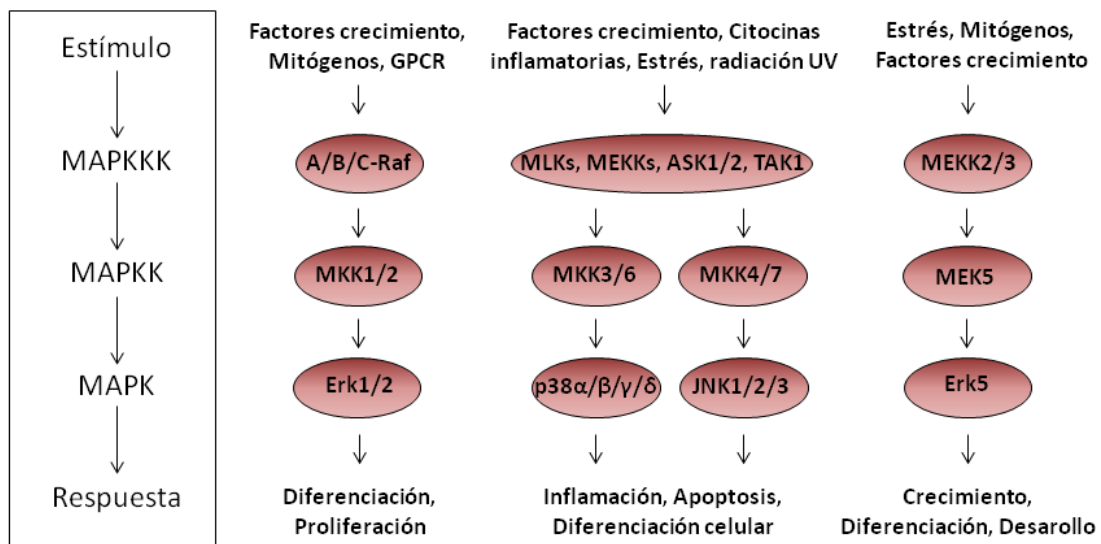 Estímulo
MAPKKK
MAPKK
MAPK
Respuesta
Factores crecimiento,
Mitógenos, GPCR
A/B/C-Raf
MKK1/2
Erk1/2
Diferenciación,
Proliferación
Factores crecimiento, Citocinas
inflamatorias, Estrés, radiación UV
MLKs, MEKKs, ASK1/2, TAK1
MKK3/6
MKK4/7
p38α/β/γ/δ
JNK1/2/3
Inflamación, Apoptosis,
Diferenciación celular
Estrés, Mitógenos,
Factores crecimiento
MEKK2/3
MEK5
Erk5
Crecimiento,
Diferenciación, Desarollo